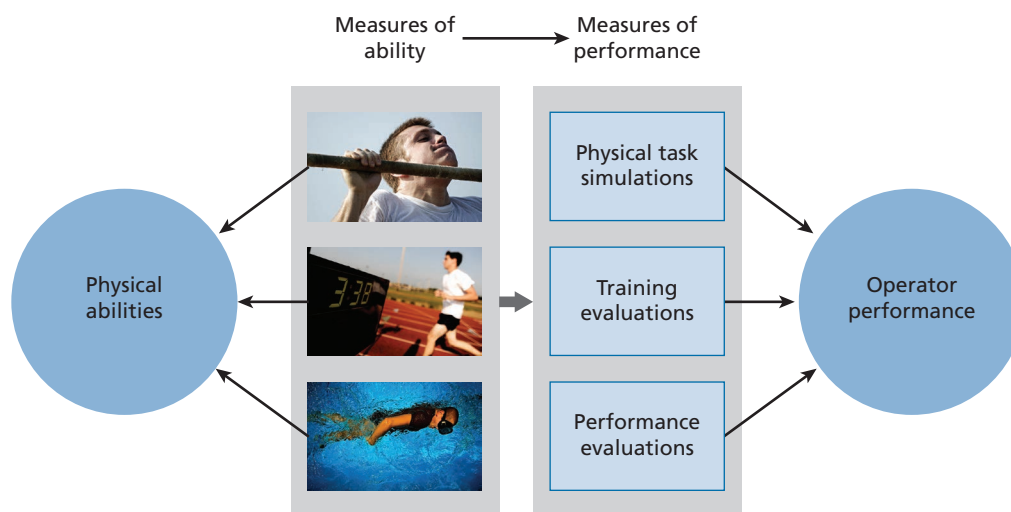 Measures of
ability
Measures of
performance
Physical
abilities
3:38
Physical task
simulations
Training
evaluations
Performance
evaluations
Operator
performance